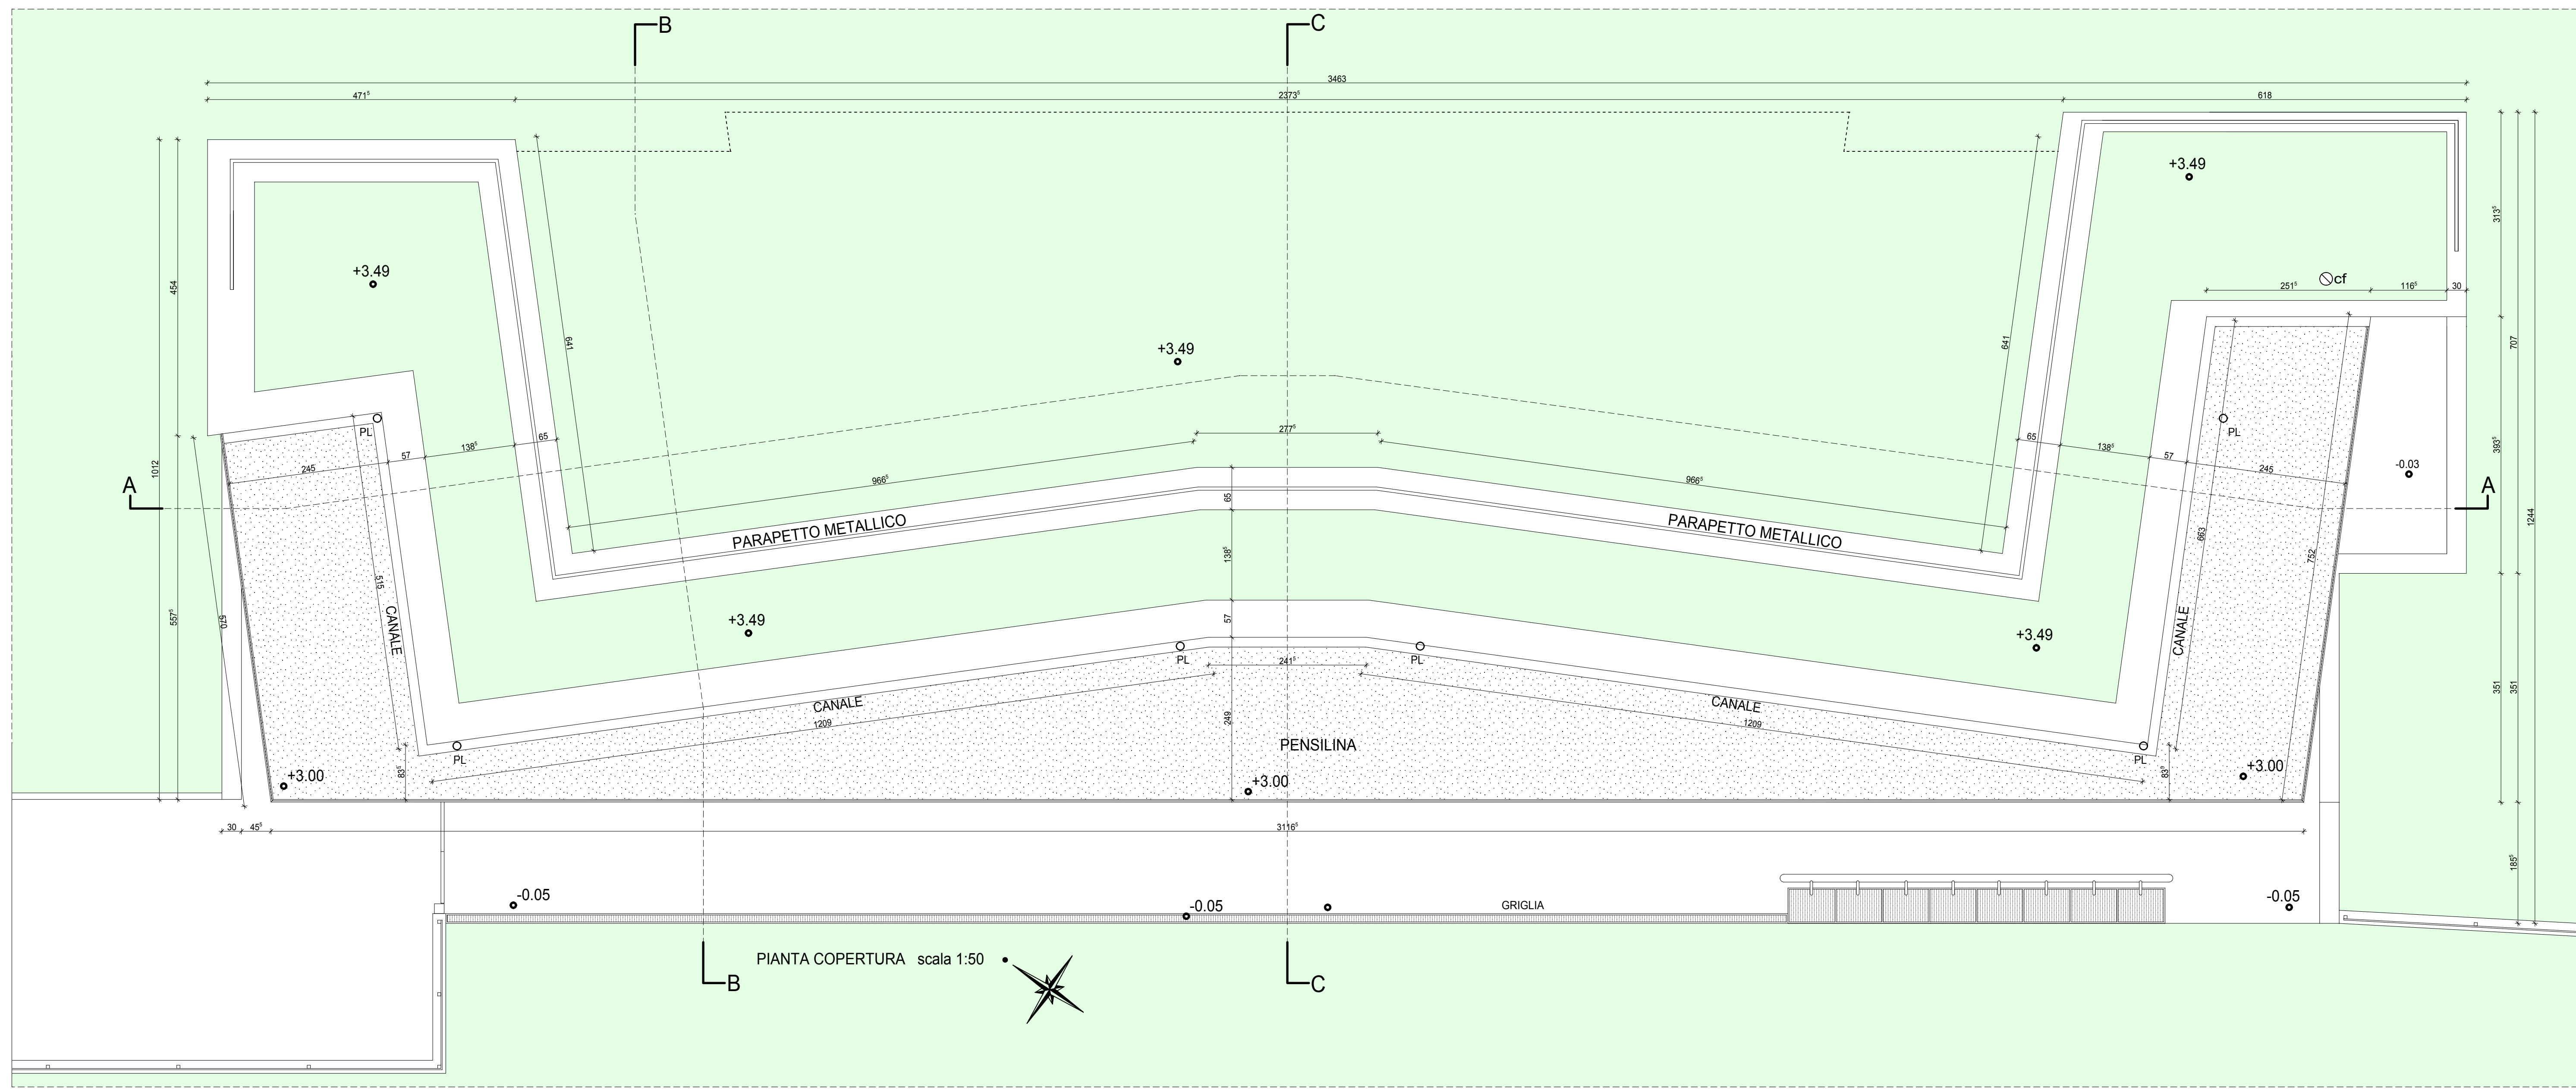 B
C
3463
471⁵
2373⁵
618
+3.49
+3.49
cf
251⁵
116⁵
30
313⁵
454
641
641
+3.49
707
PL
277⁵
PL
245
57
138⁵
65
966⁵
966⁵
65
138⁵
57
245
393⁵
1012
-0.03
A
A
65
PARAPETTO METALLICO
PARAPETTO METALLICO
663
752
1244
138⁵
515
CANALE
CANALE
557⁵
670
+3.49
57
+3.49
PL
PL
241⁵
351
351
CANALE
1209
CANALE
1209
249
PENSILINA
PL
PL
83⁵
83⁵
+3.00
+3.00
+3.00
30
45⁵
3116⁵
185⁵
-0.05
-0.05
GRIGLIA
-0.05
PIANTA COPERTURA scala 1:50
B
C